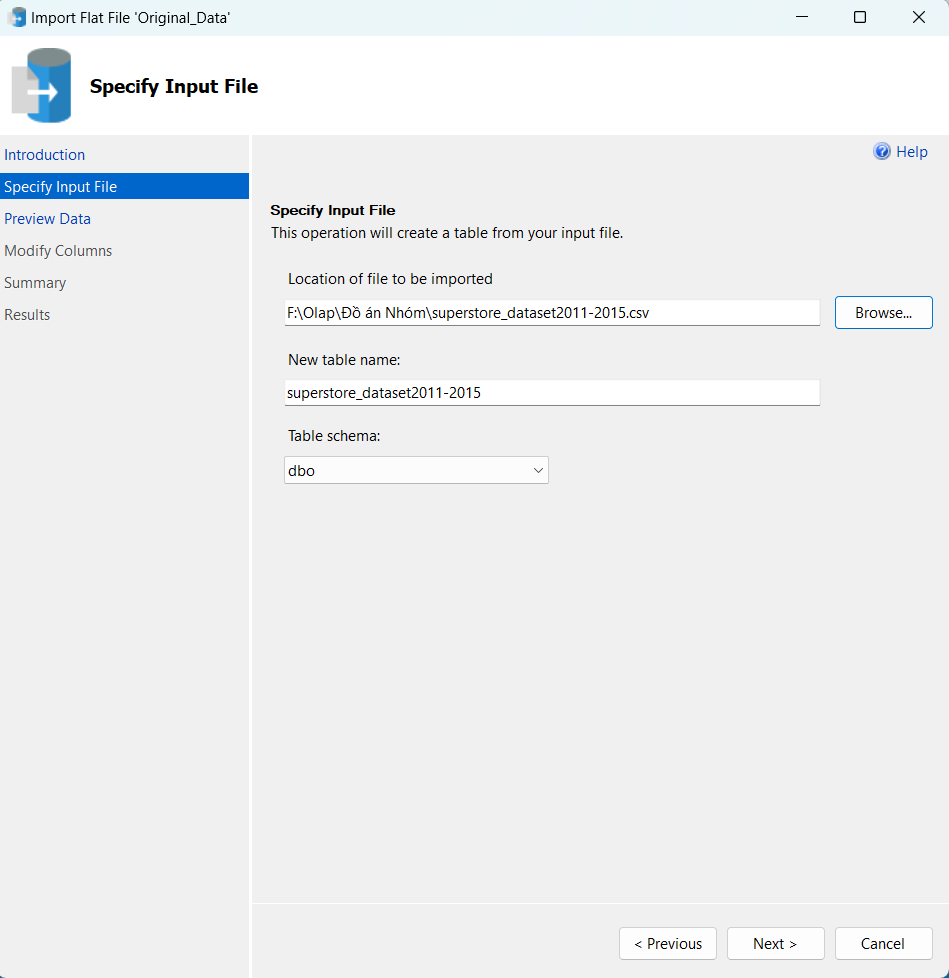 Import Flat File 'Original_Data'
Specify Input File
Introduction
Specify Input File
Preview Data
Modify Columns
Summary
Results
Help
Specify Input File
This operation will create a table from your input file.
Location of file to be imported
F:\Olap\Đồ án Nhóm\superstore_dataset2011-2015.csv
Browse...
New table name:
superstore_dataset2011-2015
Table schema:
dbo
< Previous
Next >
Cancel